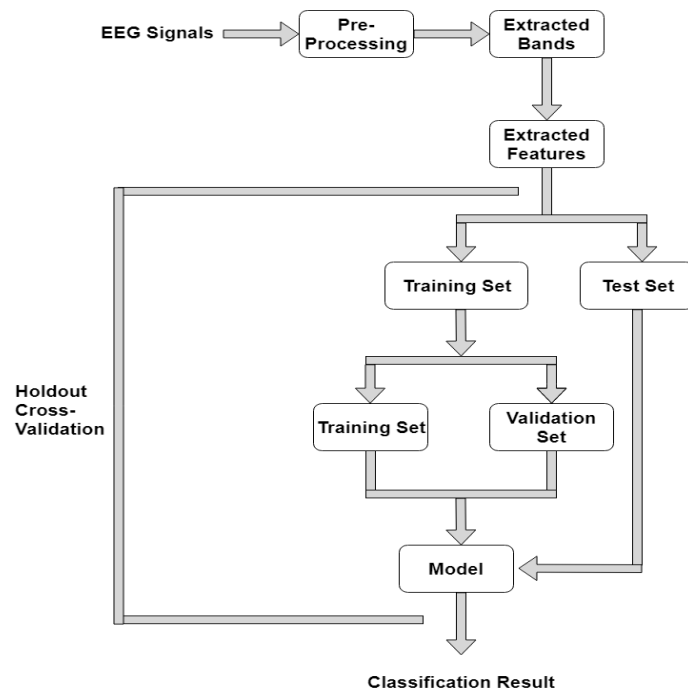 EEG Signals
Pre-
Processing
Extracted
Bands
Extracted
Features
Training Set
Test Set
Holdout
Cross-
Validation
Training Set
Validation
Set
Model
Classification Result